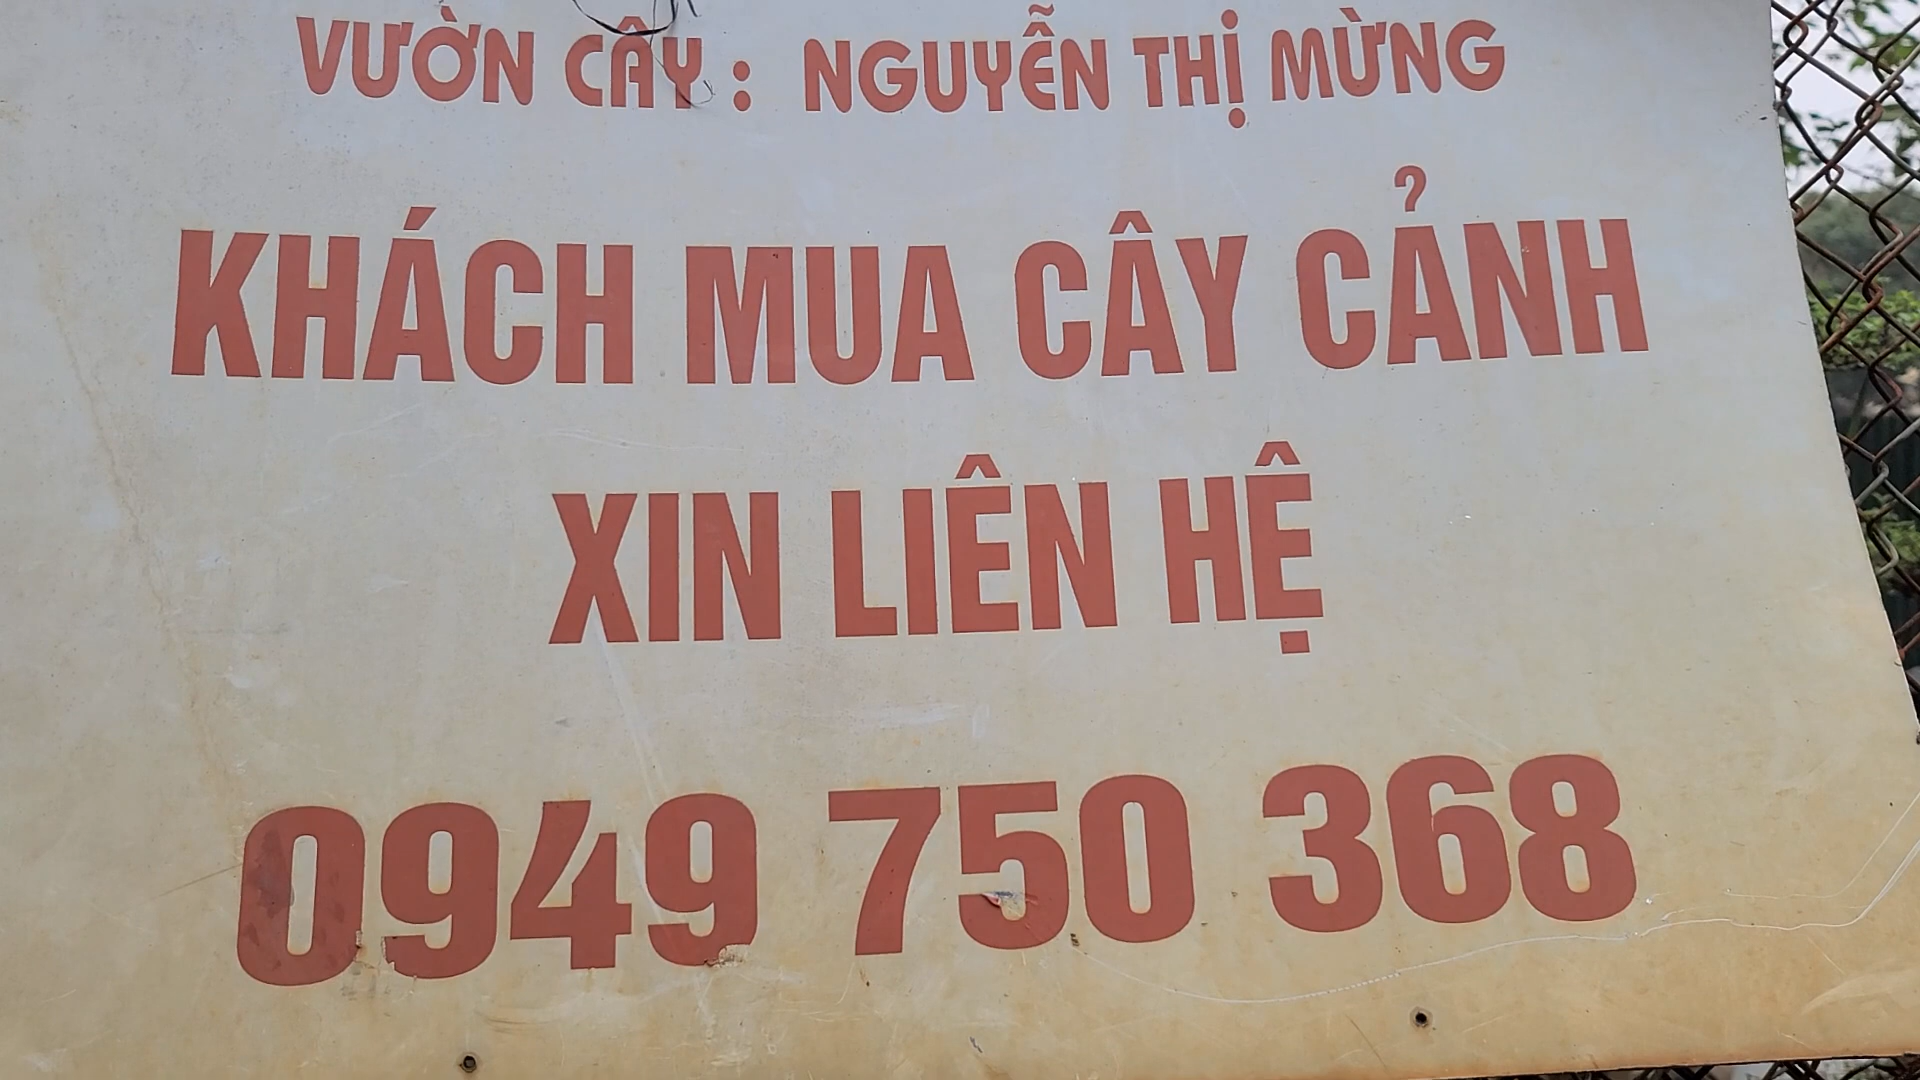 VƯỜN CÂY: NGUYỄN THỊ MỪNG
KHÁCH MUA CÂY CẢNH
XIN LIÊN HỆ
0949 750 368